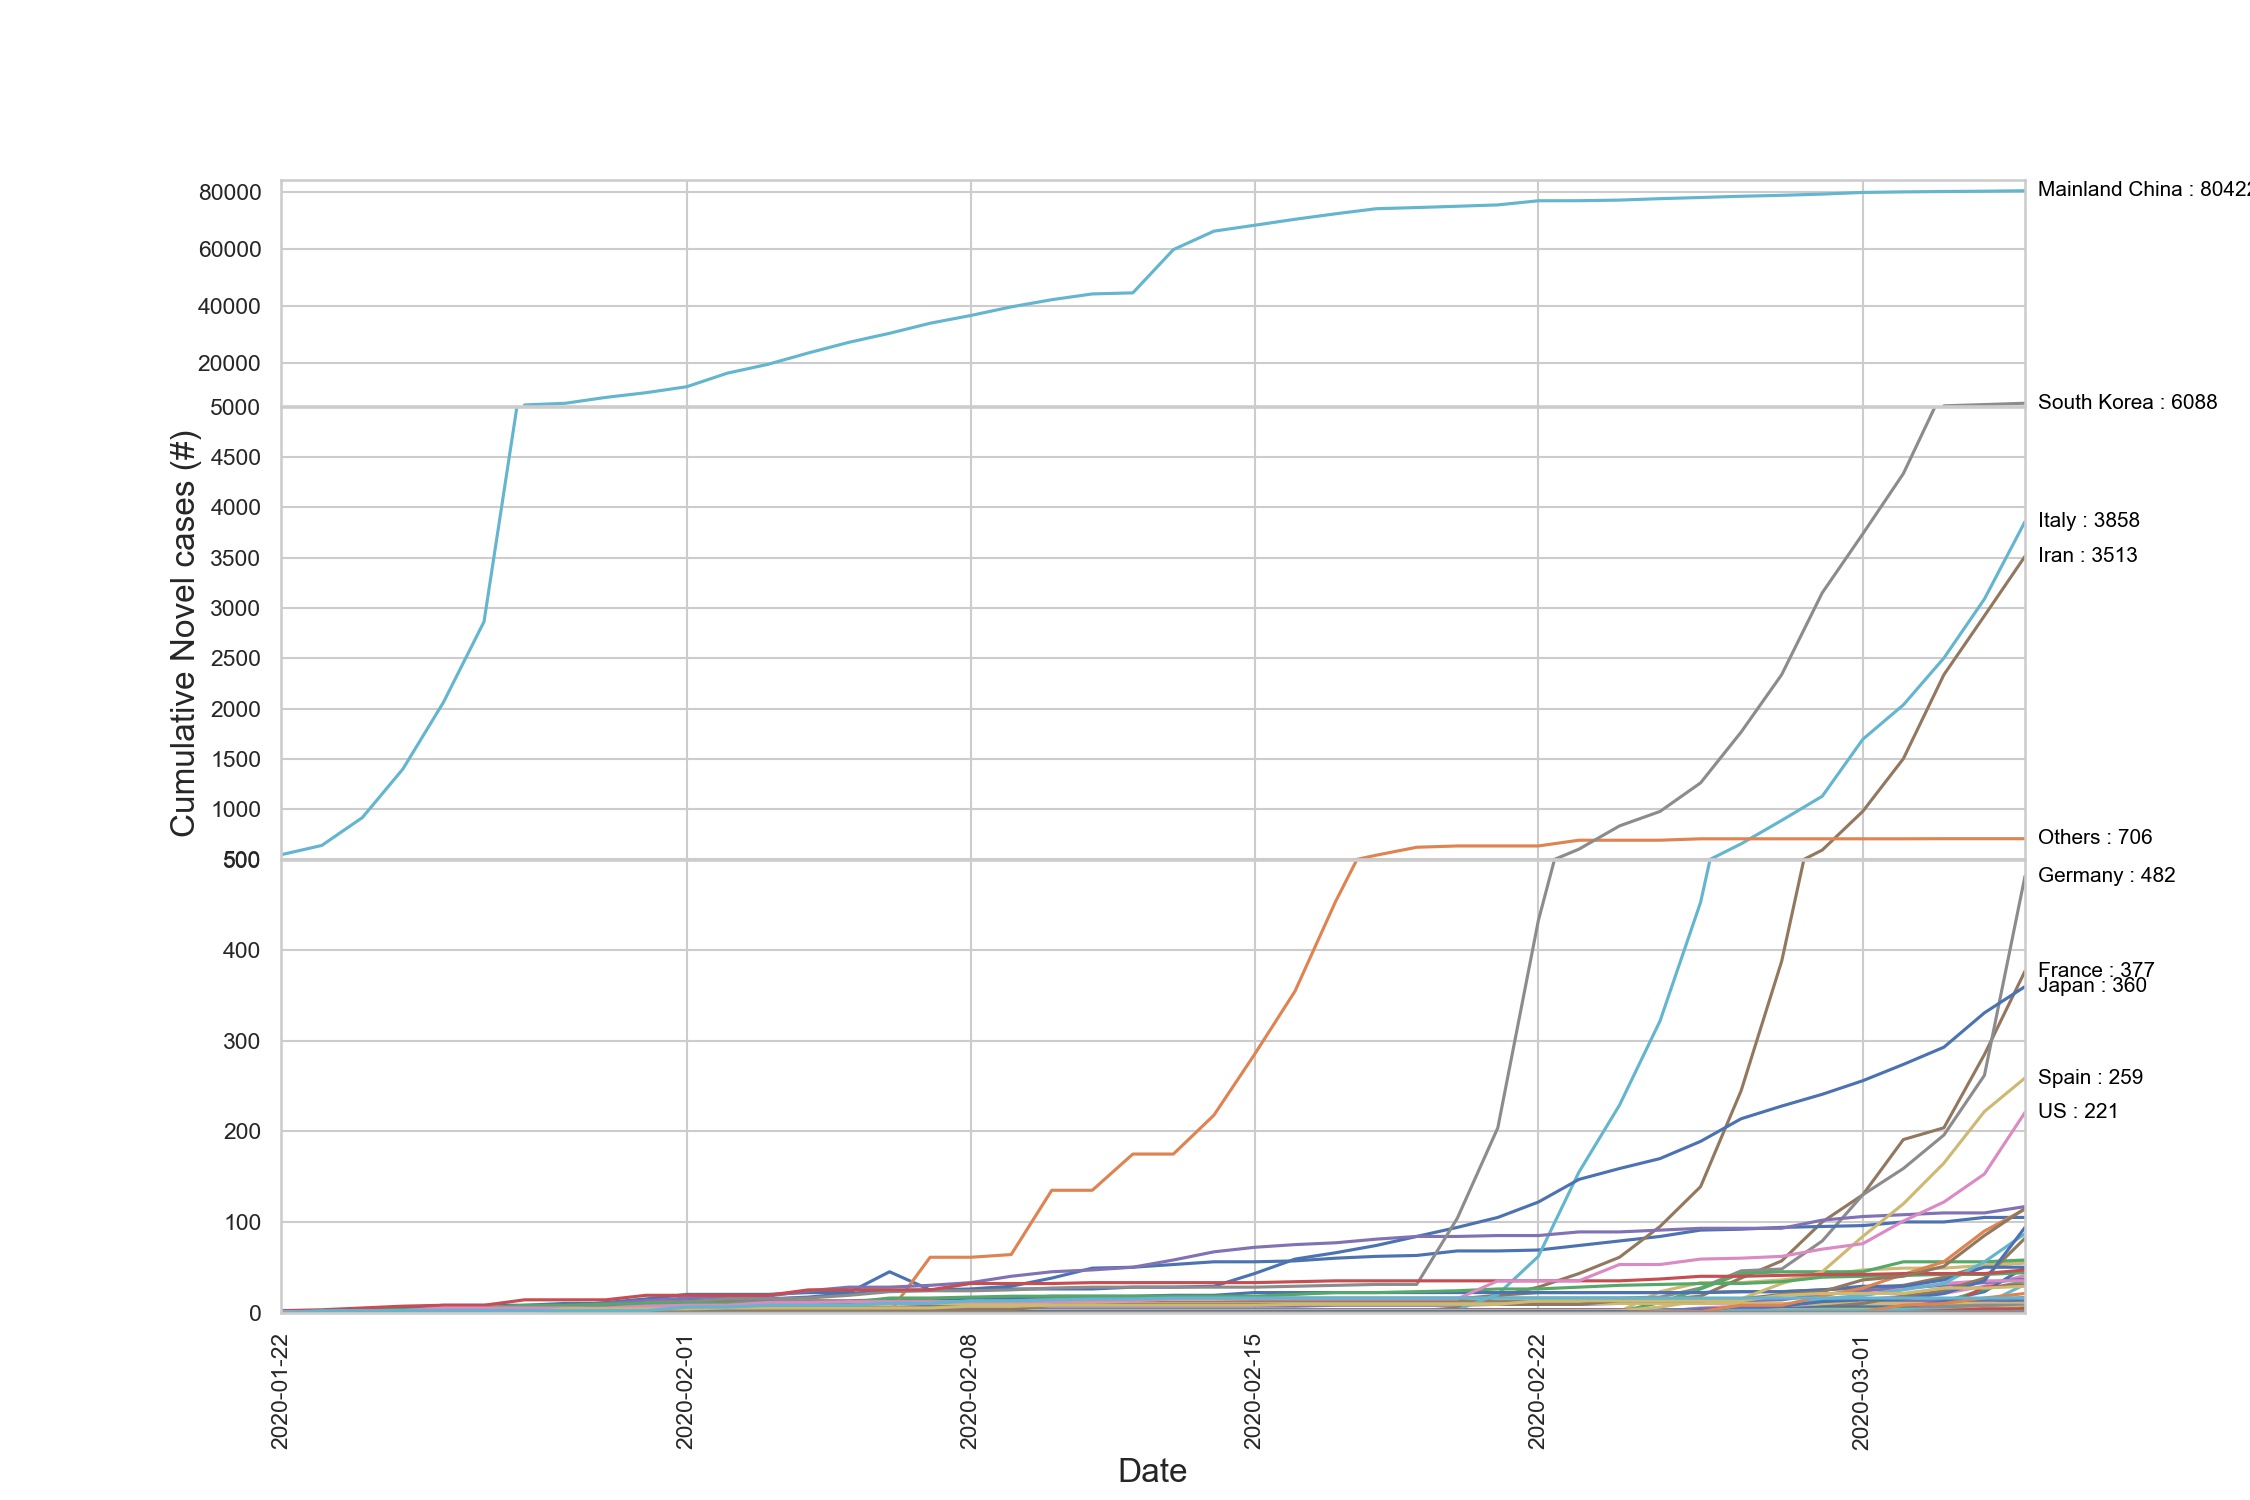 80000
60000
40000
20000
5000
4500
4000
3500
3000
2500
2000
1500
1000
500
500
400
300
200
100
0
Cumulative Novel cases (#)
Mainland China : 80422
South Korea : 6088
Italy : 3858
Iran : 3513
Others : 706
Germany : 482
France : 377
Japan : 360
Spain : 259
US : 221
2020-01-22
2020-02-01
2020-02-08
2020-02-15
2020-02-22
2020-03-01
Date